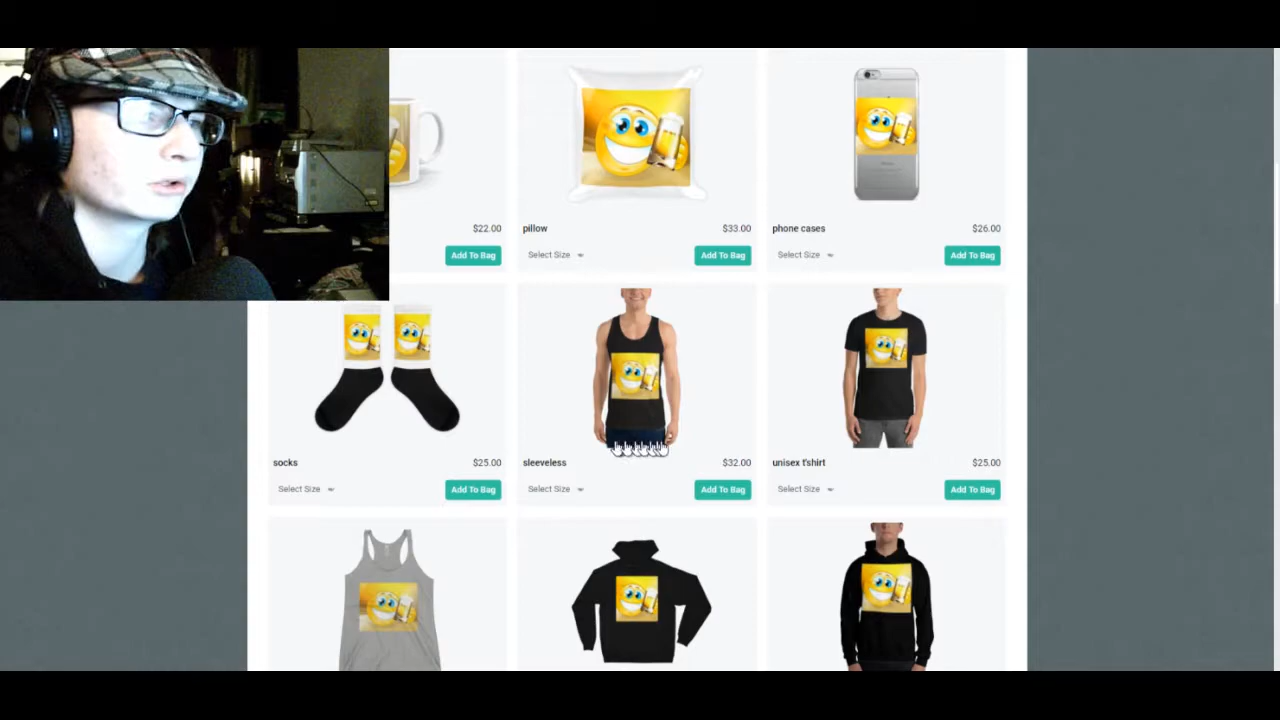 $22.00
pillow $33.00
phone cases $26.00
Add To Bag
Select Size Add To Bag
Select Size Add To Bag
socks $25.00
sleeveless $32.00
unisex t'shirt $25.00
Select Size Add To Bag
Select Size Add To Bag
Select Size Add To Bag